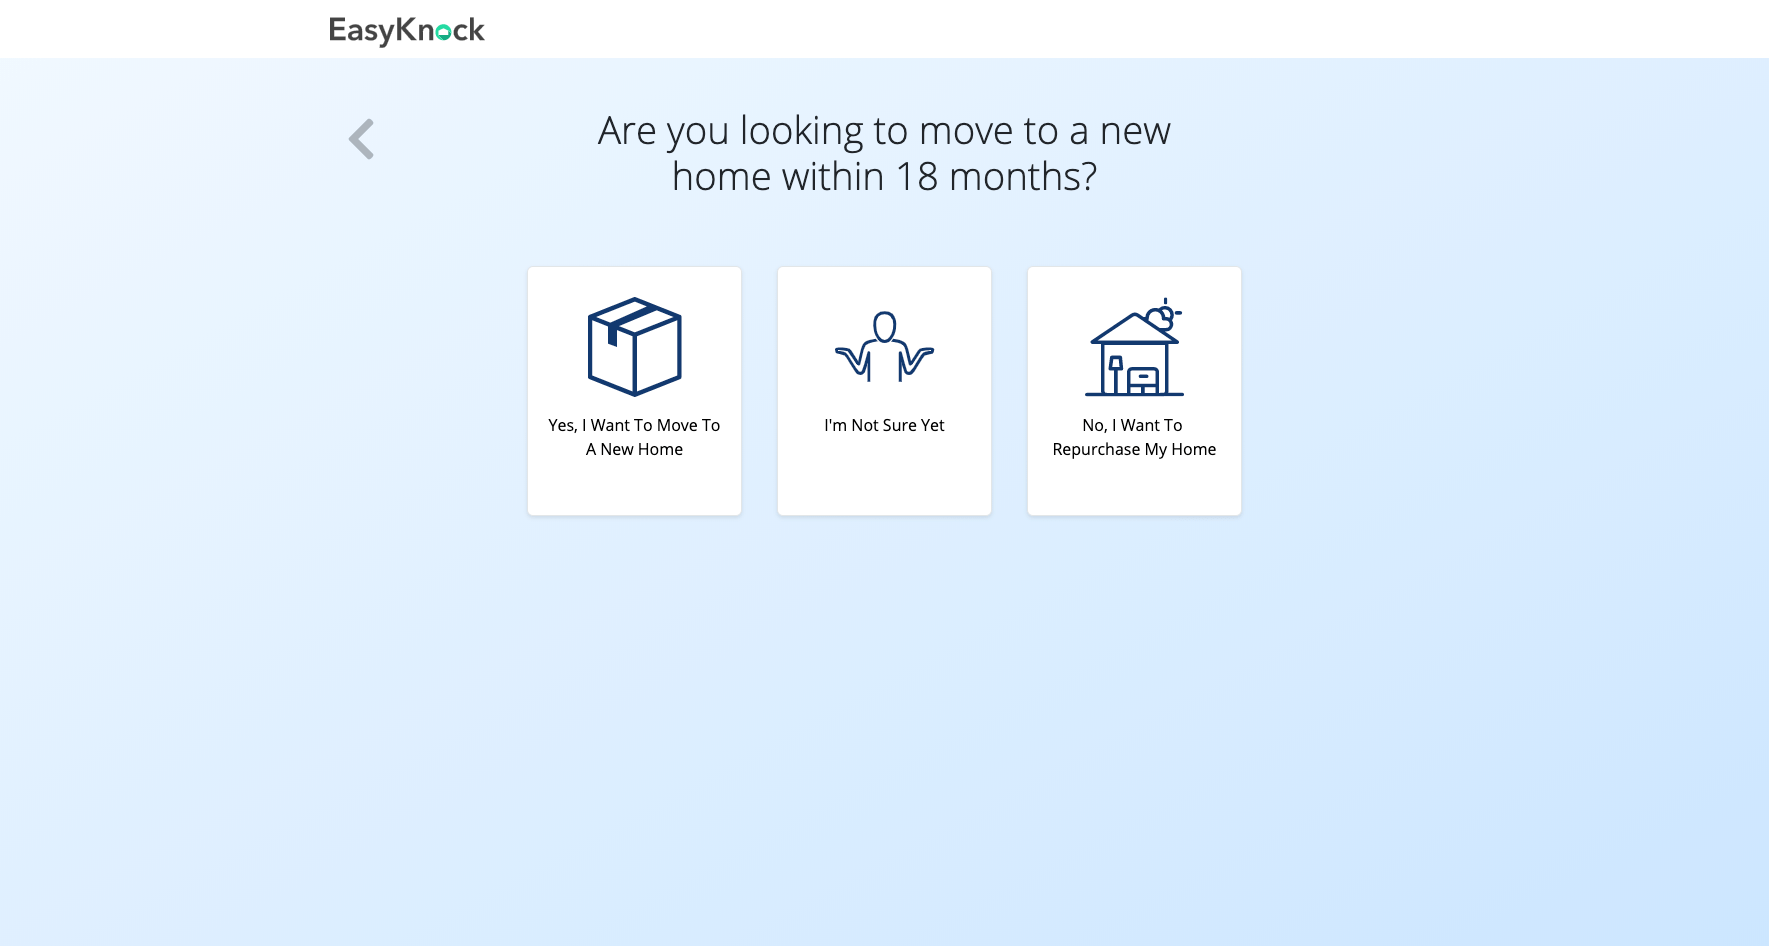 EasyKnock
Are you looking to move to a new
home within 18 months?
Yes, I Want To Move To
A New Home
I'm Not Sure Yet
No, I Want To
Repurchase My Home